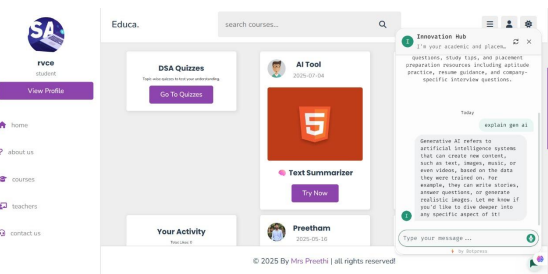 SA
rvce
student
View Profile
home
about us
courses
teachers
contact us
Educa.
search courses...
DSA Quizzes
Topic wise quizzes to test your understanding
Go To Quizzes
AI Tool
2025-07-04
5
Text Summarizer
Try Now
Your Activity
Total Likes: 0
Preetham
2025-05-16
© 2025 By Mrs Preethi | all rights reserved!
I
Innovation Hub
I'm your academic and placem…
questions, study tips, and placement
preparation resources including aptitude
practice, resume guidance, and company-
specific interview questions.
Today
explain gen ai
Generative AI refers to
artificial intelligence systems
that can create new content,
such as text, images, music, or
even videos, based on the data
they were trained on. For
example, they can write stories,
answer questions, or generate
realistic images. Let me know if
you'd like to dive deeper into
any specific aspect of it!
I
Type your message...
by Botpress